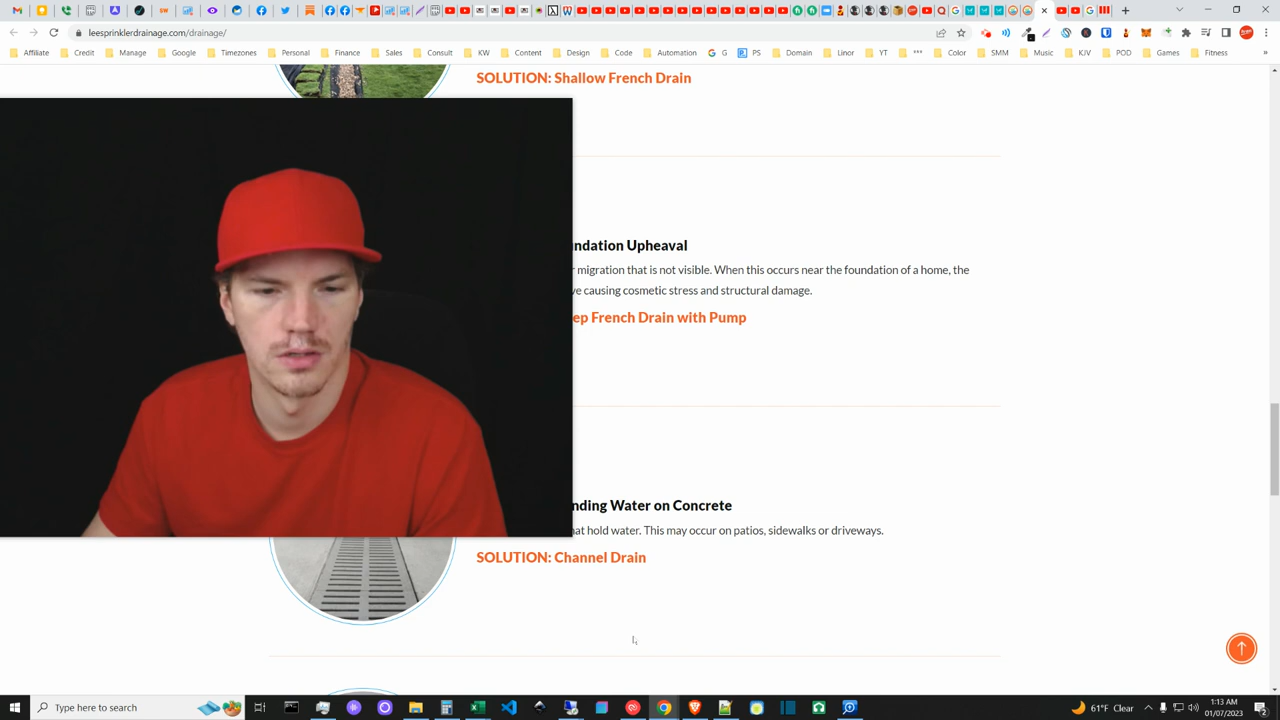 leesprinklerdrainage.com/drainage/
Affiliate Credit Manage Google Timezones Personal Finance Sales Consult KW Content Design Code Automation G PS Domain Linor YT Color SMM Music KJV POD Games Fitness
SOLUTION: Shallow French Drain
ndation Upheaval
r migration that is not visible. When this occurs near the foundation of a home, the
ve causing cosmetic stress and structural damage.
ep French Drain with Pump
nding Water on Concrete
hat hold water. This may occur on patios, sidewalks or driveways.
SOLUTION: Channel Drain
Type here to search
61°F Clear
1:13 AM
01/07/2023